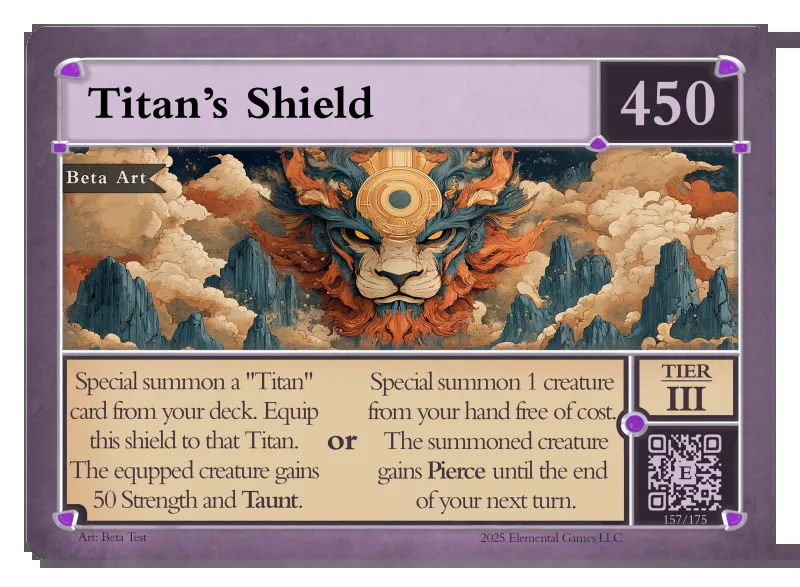 Titan's Shield
450
Beta Art
Special summon a "Titan"
card from your deck. Equip
this shield to that Titan.
The equpped creature gains
50 Strength and Taunt.
or
Special summon 1 creature
from your hand free of cost.
The summoned creature
gains Pierce until the end
of your next turn.
TIER
III
E
157/175
Art: Beta Test
2025 Elemental Games LLC